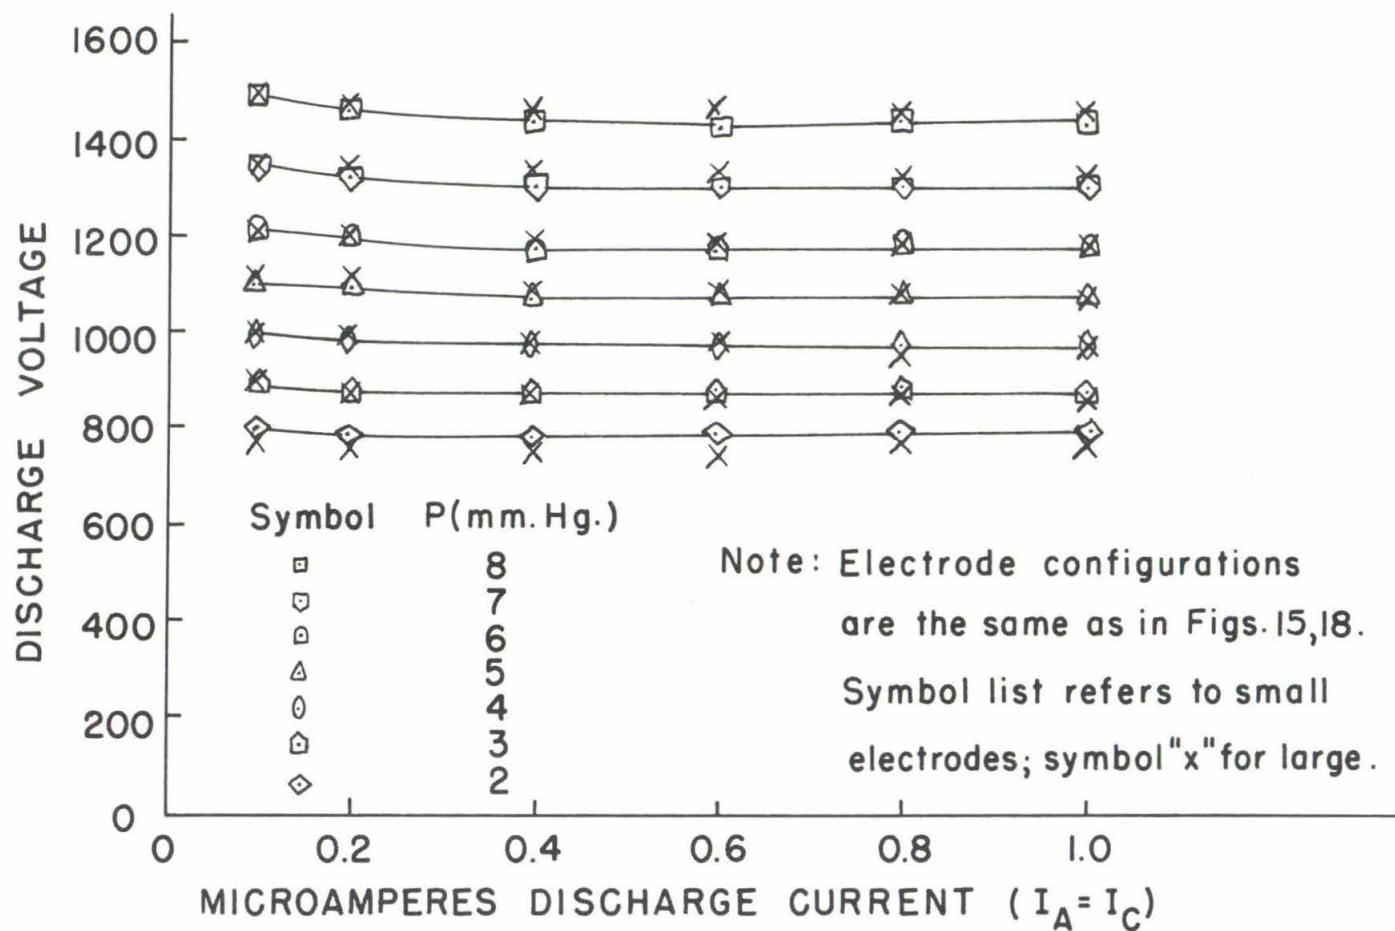 1600
1400
1200
1000
800
600
400
200
0
DISCHARGE VOLTAGE
Symbol P(mm.Hg.)
8
7
6
5
4
3
2
Note: Electrode configurations
are the same as in Figs.15,18.
Symbol list refers to small
electrodes; symbol "x" for large.
0 0.2 0.4 0.6 0.8 1.0
MICROAMPERES DISCHARGE CURRENT (I_A=I_C)